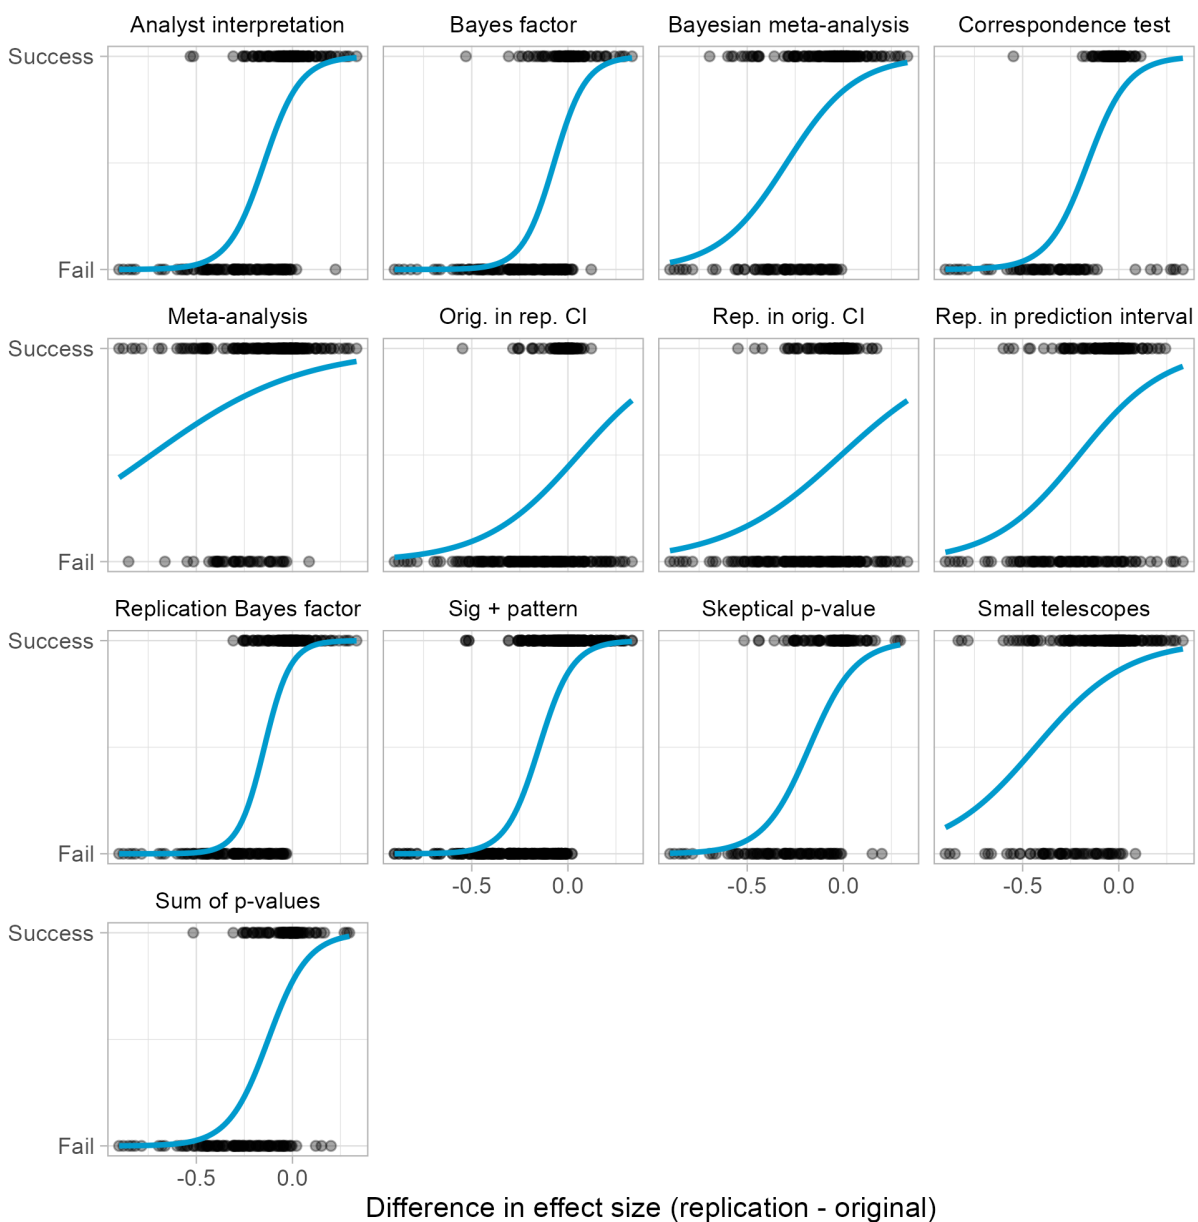 Analyst interpretation
Bayes factor
Bayesian meta-analysis
Correspondence test
Success
Fail
Meta-analysis
Orig. in rep. CI
Rep. in orig. CI
Rep. in prediction interval
Success
Fail
Replication Bayes factor
Sig + pattern
Skeptical p-value
Small telescopes
Success
Fail
-0.5 0.0
-0.5 0.0
-0.5 0.0
Sum of p-values
Success
Fail
-0.5 0.0
Difference in effect size (replication - original)